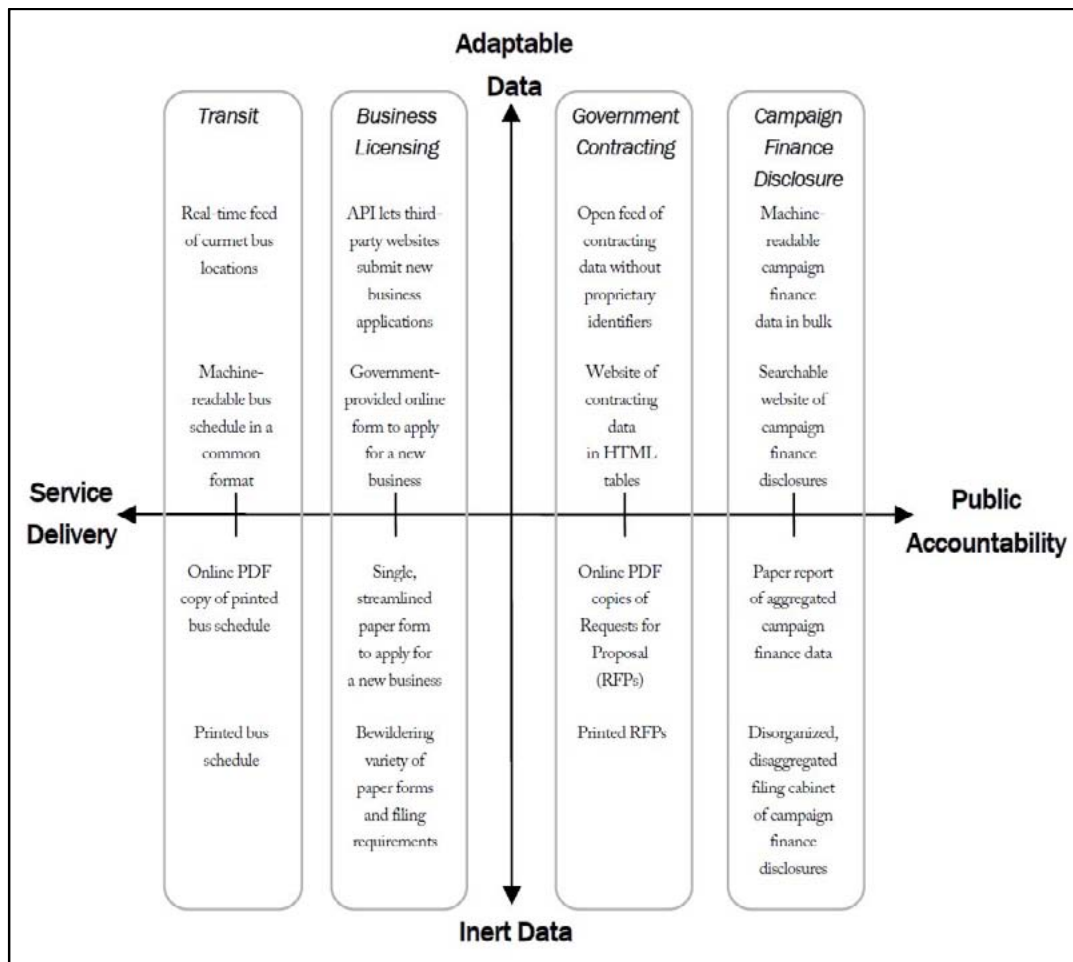 Adaptable
Data
Transit
Real-time feed
of curmet bus
locations
Machine-
readable bus
schedule in a
common
format
Online PDF
copy of printed
bus schedule
Printed bus
schedule
Business
Licensing
API lets third-
party websites
submit new
business
applications
Government-
provided online
form to apply
for a new
business
Single,
streamlined
paper form
to apply for
a new business
Bewildering
variety of
paper forms
and filing
requirements
Government
Contracting
Open feed of
contracting
data without
proprietary
identifiers
Website of
contracting
data
in HTML
tables
Online PDF
copies of
Requests for
Proposal
(RFPs)
Printed RFPs
Campaign
Finance
Disclosure
Machine-
readable
campaign
finance
data in bulk
Searchable
website of
campaign
finance
disclosures
Paper report
of aggregated
campaign
finance data
Disorganized,
disaggregated
filing cabinet
of campaign
finance
disclosures
Service
Delivery
Public
Accountability
Inert Data